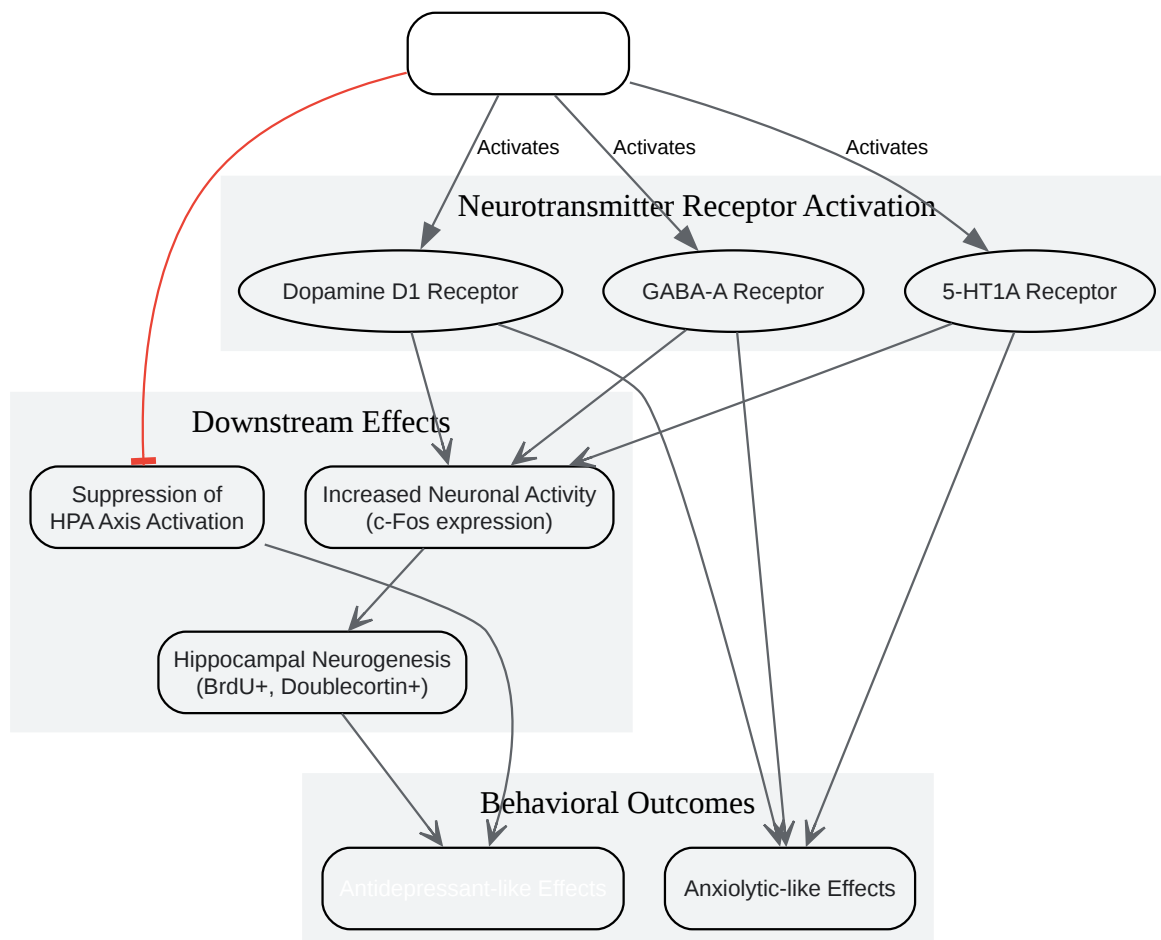 Activates
Activates
Activates
Neurotransmitter Receptor Activation
Dopamine D1 Receptor
GABA-A Receptor
5-HT1A Receptor
Downstream Effects
Suppression of
HPA Axis Activation
Increased Neuronal Activity
(c-Fos expression)
Hippocampal Neurogenesis
(BrdU+, Doublecortin+)
Behavioral Outcomes
Antidepressant-like Effects
Anxiolytic-like Effects